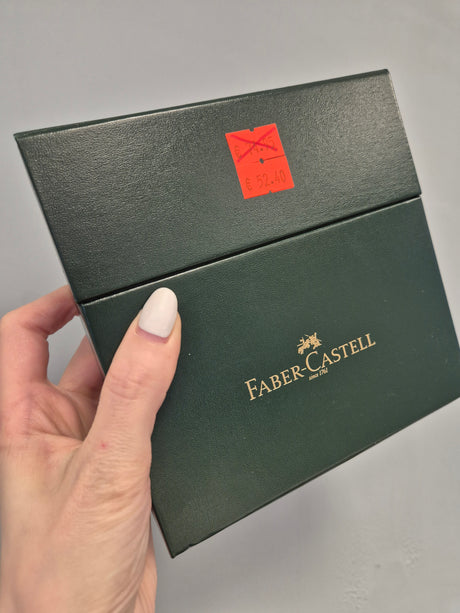 € 52.40
FABER-CASTELL
since 1761